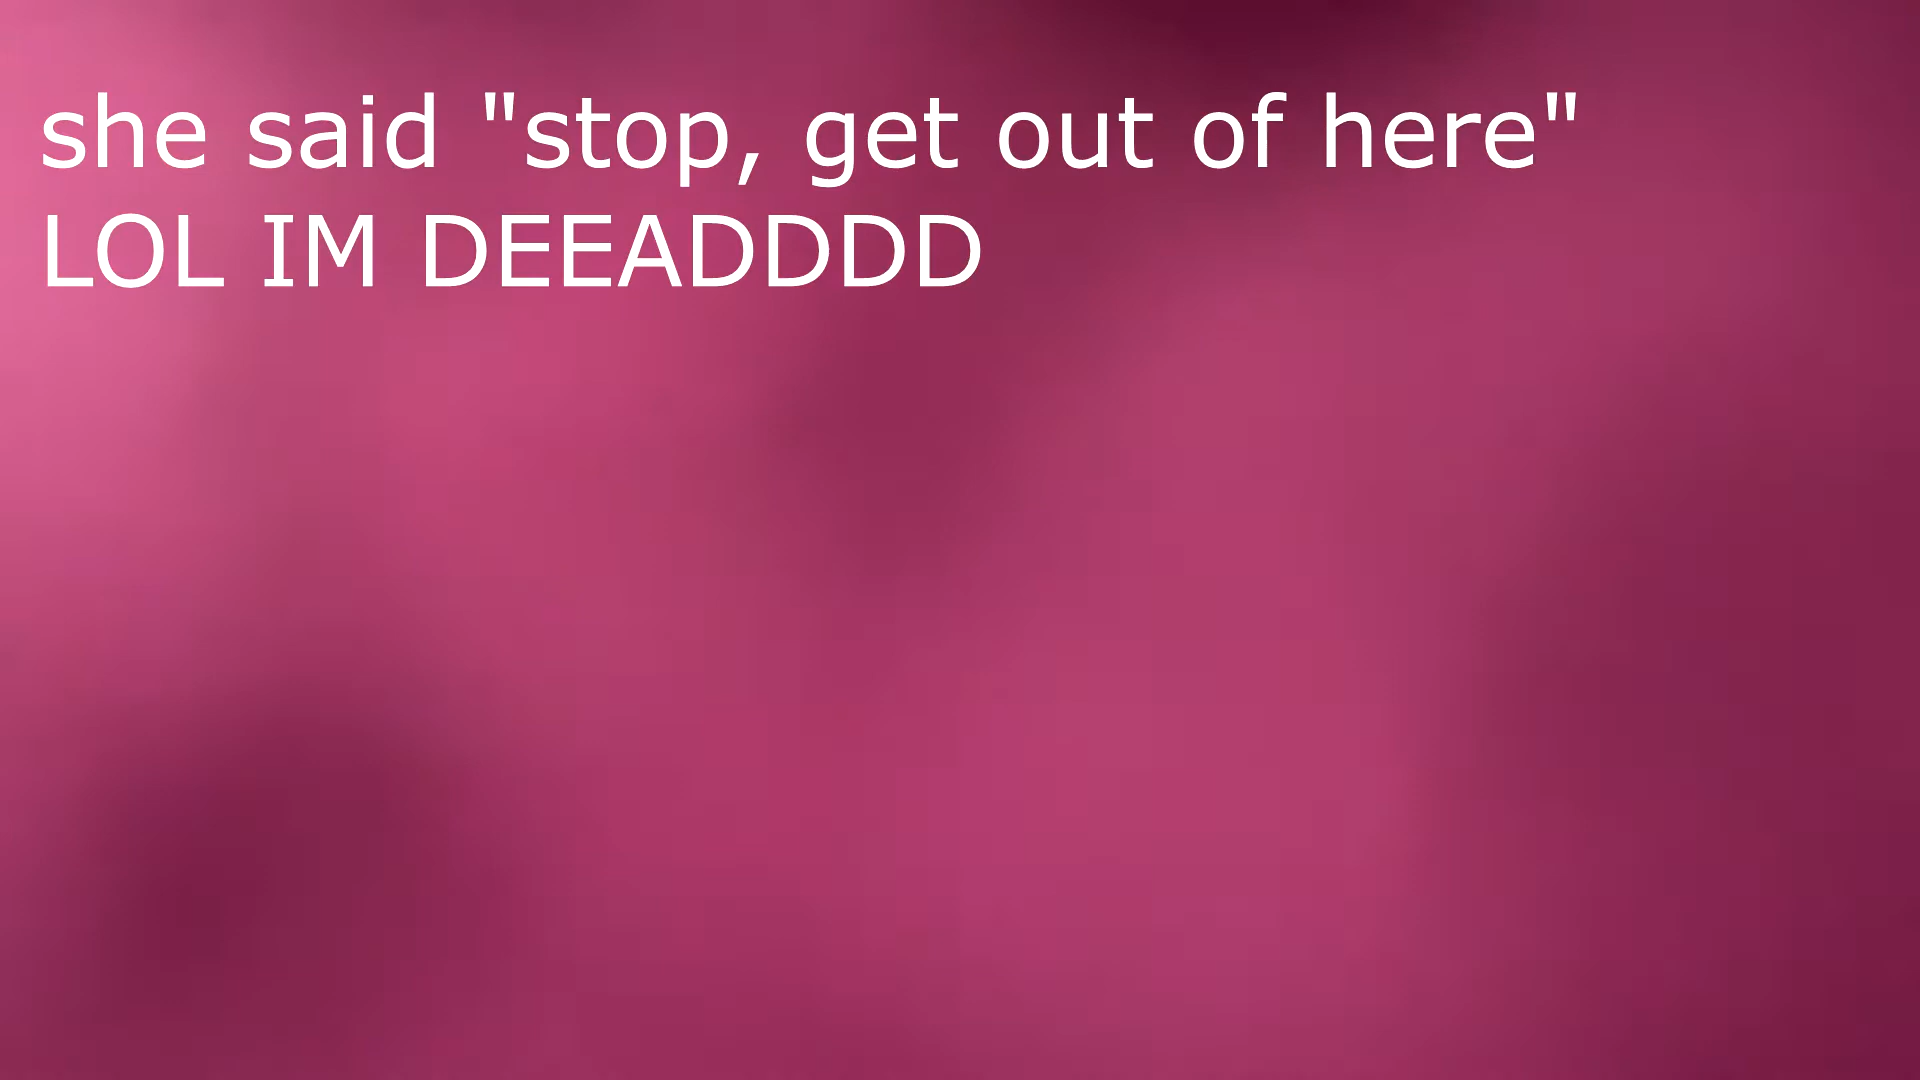 she said "stop, get out of here"
LOL IM DEEADDDD